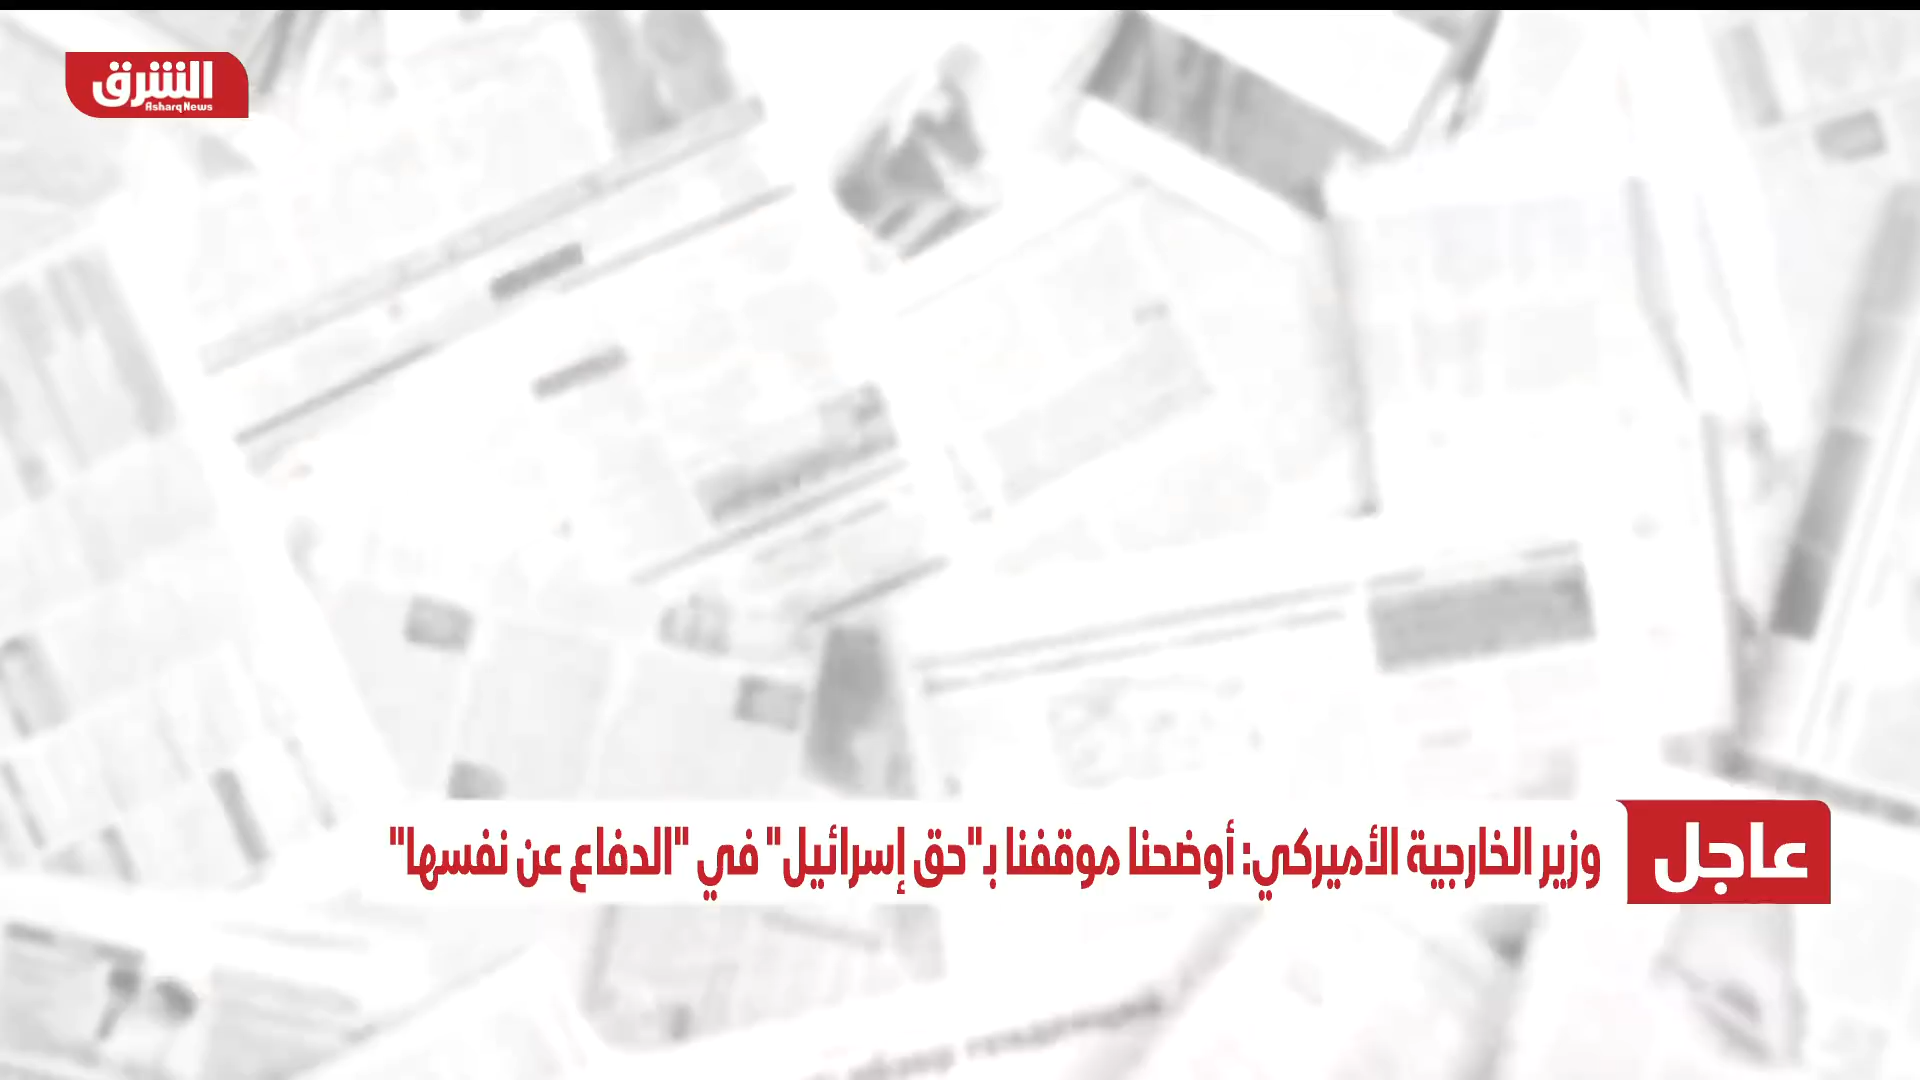 الشرق
Asharq News
عاجل
وزير الخارجية الأميركي: أوضحنا موقفنا بـ"حق إسرائيل" في "الدفاع عن نفسها"